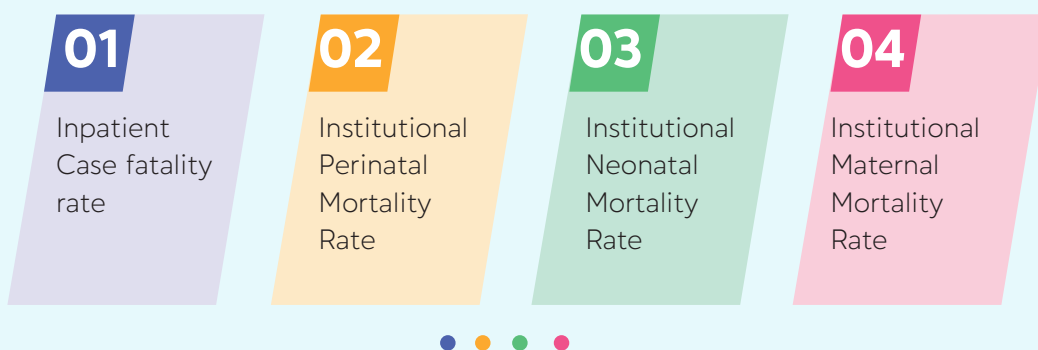 01
Inpatient
Case fatality
rate
02
Institutional
Perinatal
Mortality
Rate
03
Institutional
Neonatal
Mortality
Rate
04
Institutional
Maternal
Mortality
Rate